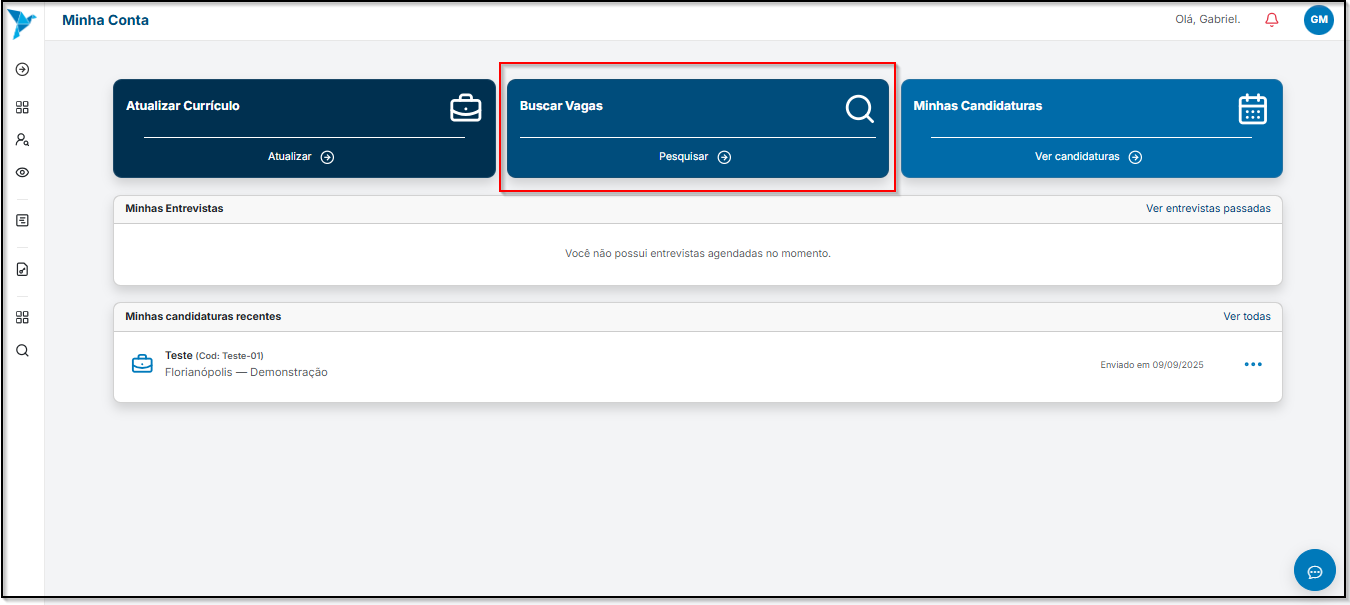 Minha Conta
Olá, Gabriel.
GM
Atualizar Currículo
Atualizar
Buscar Vagas
Pesquisar
Minhas Candidaturas
Ver candidaturas
Minhas Entrevistas
Ver entrevistas passadas
Você não possui entrevistas agendadas no momento.
Minhas candidaturas recentes
Ver todas
Teste (Cod: Teste-01)
Florianópolis — Demonstração
Enviado em 09/09/2025